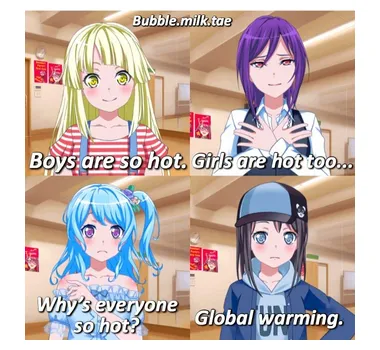 Bubble.milk.tae
Boys are so hot.
Girls are hot too...
Why's everyone
so hot?
Global warming.